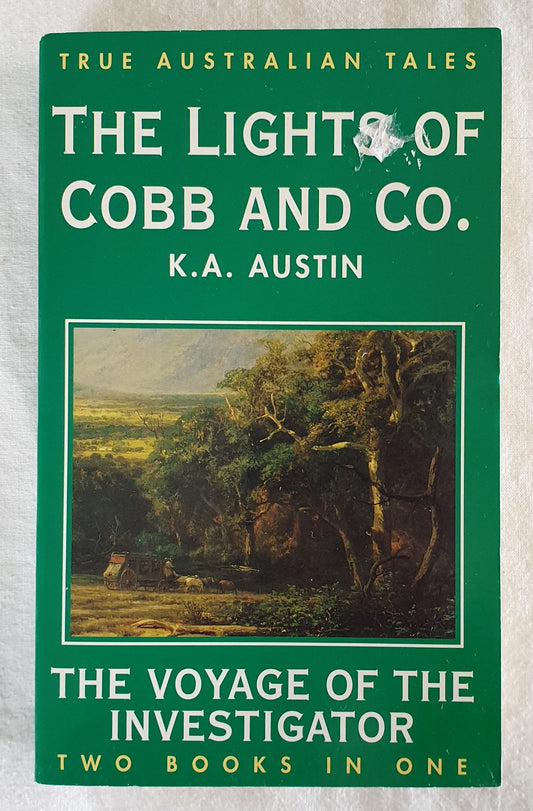 TRUE AUSTRALIAN TALES
THE LIGHTS OF
COBB AND CO.
K.A. AUSTIN
THE VOYAGE OF THE
INVESTIGATOR
TWO BOOKS IN ONE